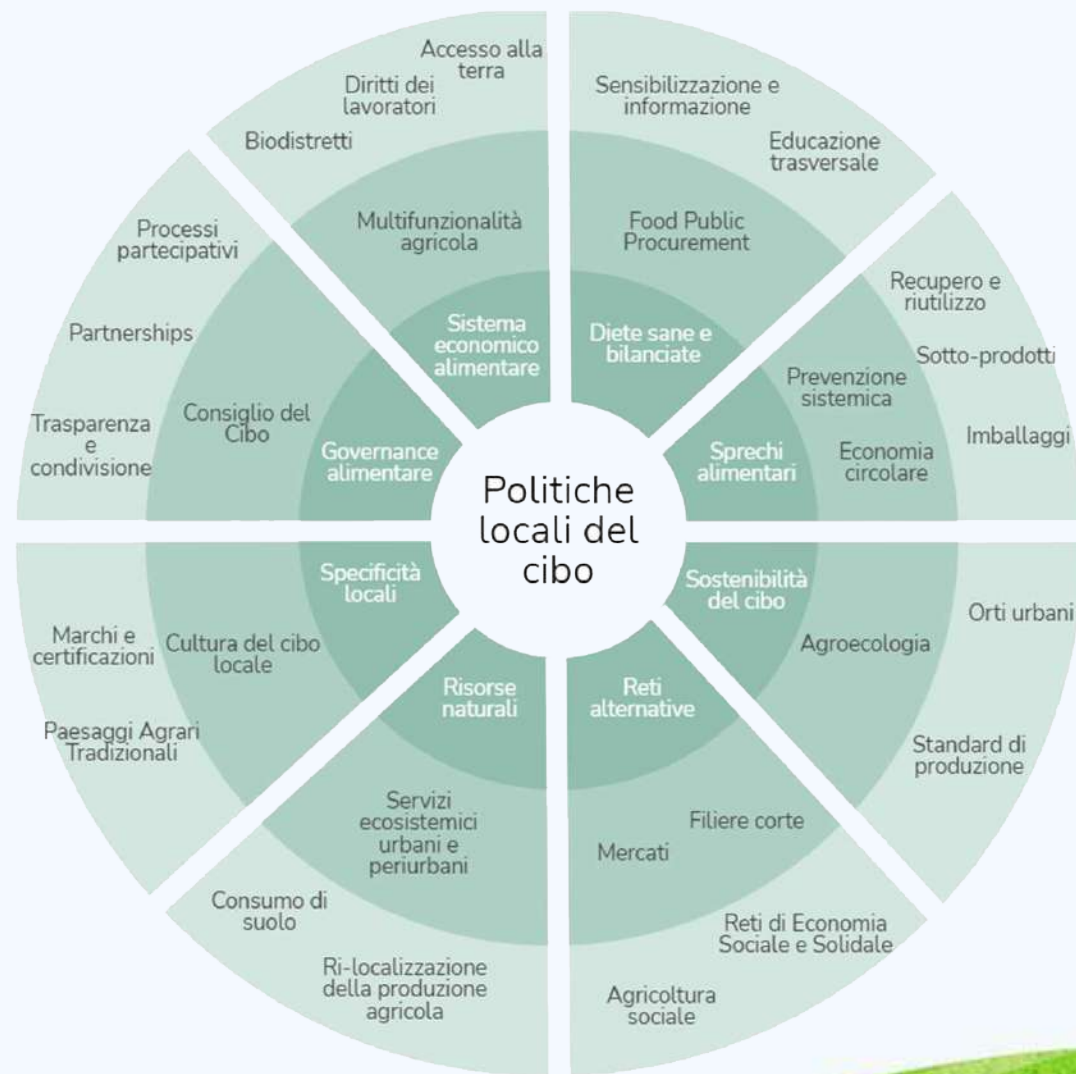 Politiche
locali del
cibo
Sistema
economico
alimentare
Multifunzionalità
agricola
Accesso alla
terra
Diritti dei
lavoratori
Biodistretti
Diete sane e
bilanciate
Food Public
Procurement
Sensibilizzazione e
informazione
Educazione
trasversale
Sprechi
alimentari
Prevenzione
sistemica
Economia
circolare
Recupero e
riutilizzo
Sotto-prodotti
Imballaggi
Sostenibilità
del cibo
Agroecologia
Orti urbani
Standard di
produzione
Reti
alternative
Filiere corte
Mercati
Reti di Economia
Sociale e Solidale
Agricoltura
sociale
Risorse
naturali
Servizi
ecosistemici
urbani e
periurbani
Consumo di
suolo
Ri-localizzazione
della produzione
agricola
Specificità
locali
Cultura del cibo
locale
Marchi e
certificazioni
Paesaggi Agrari
Tradizionali
Governance
alimentare
Consiglio del
Cibo
Processi
partecipativi
Partnerships
Trasparenza
e
condivisione